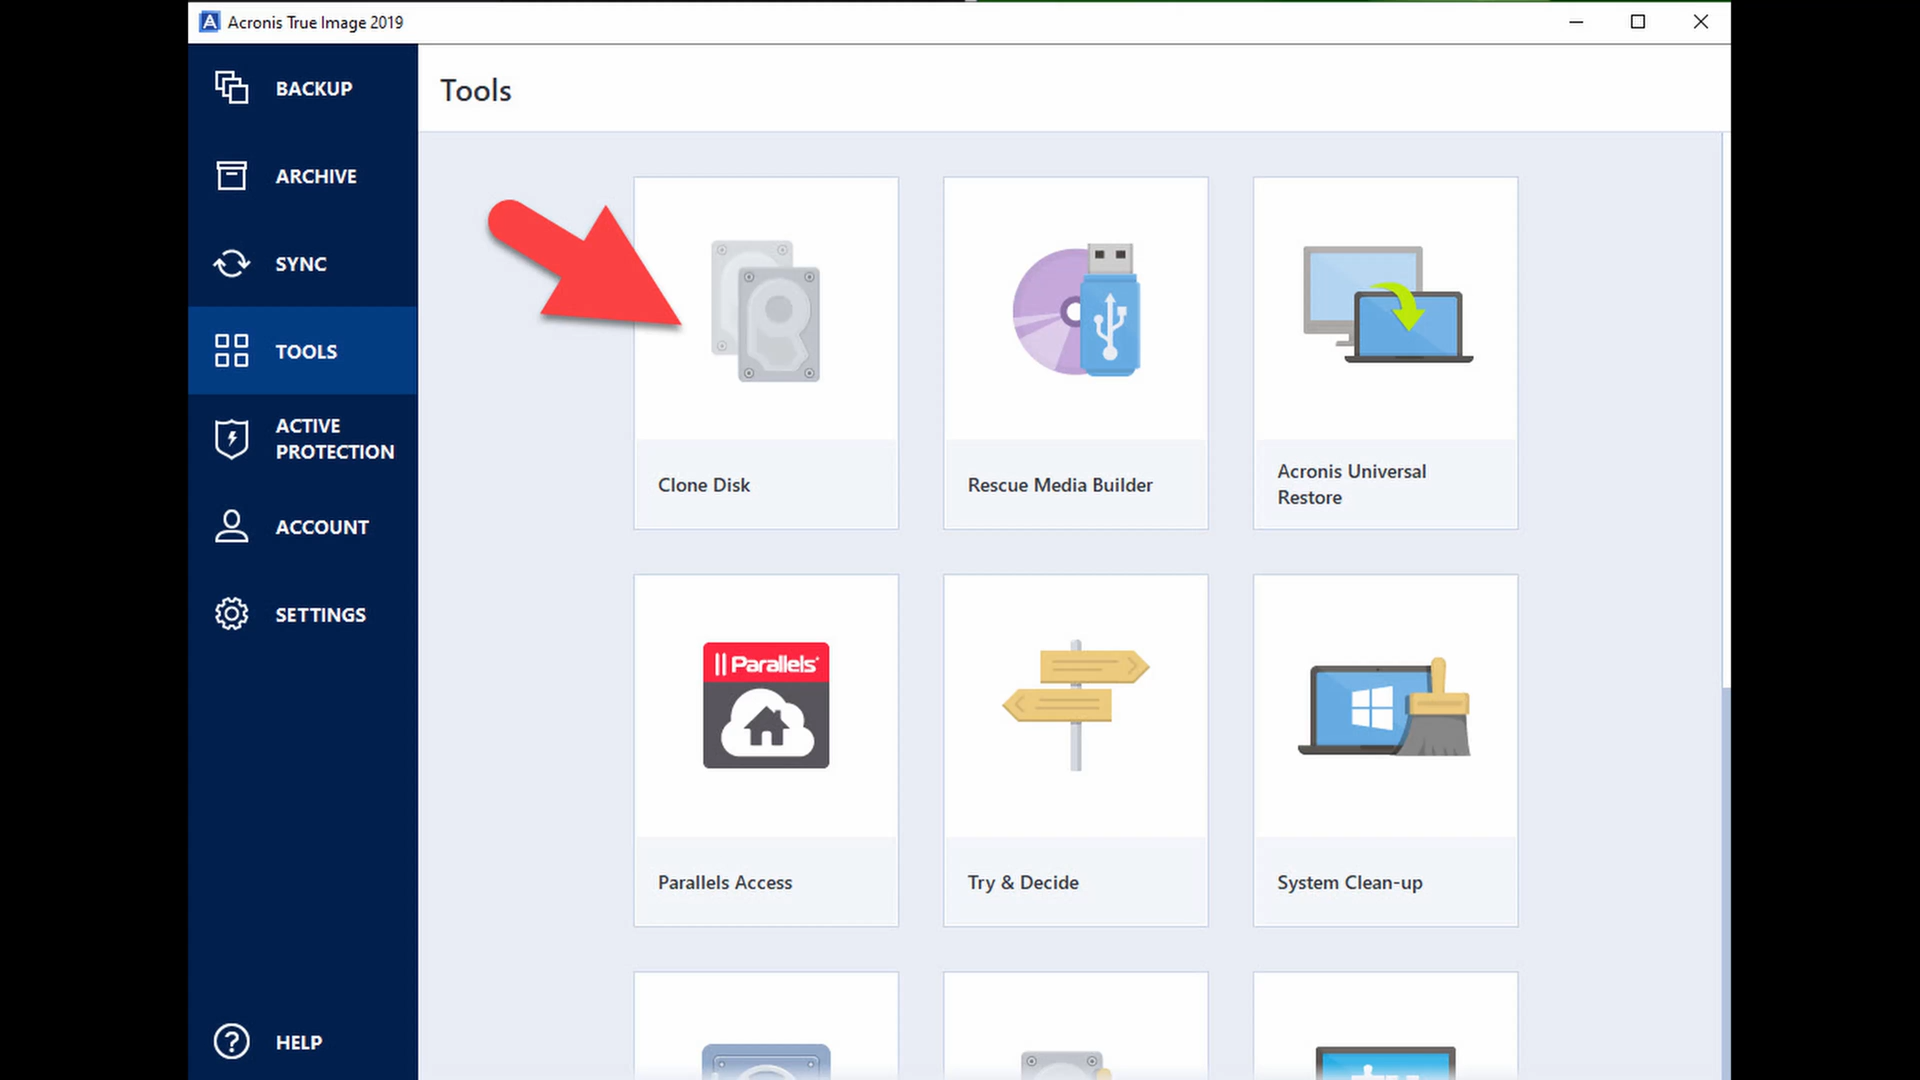 Acronis True Image 2019
BACKUP
ARCHIVE
SYNC
TOOLS
ACTIVE
PROTECTION
ACCOUNT
SETTINGS
HELP
Tools
Clone Disk
Rescue Media Builder
Acronis Universal
Restore
Parallels
Parallels Access
Try & Decide
System Clean-up